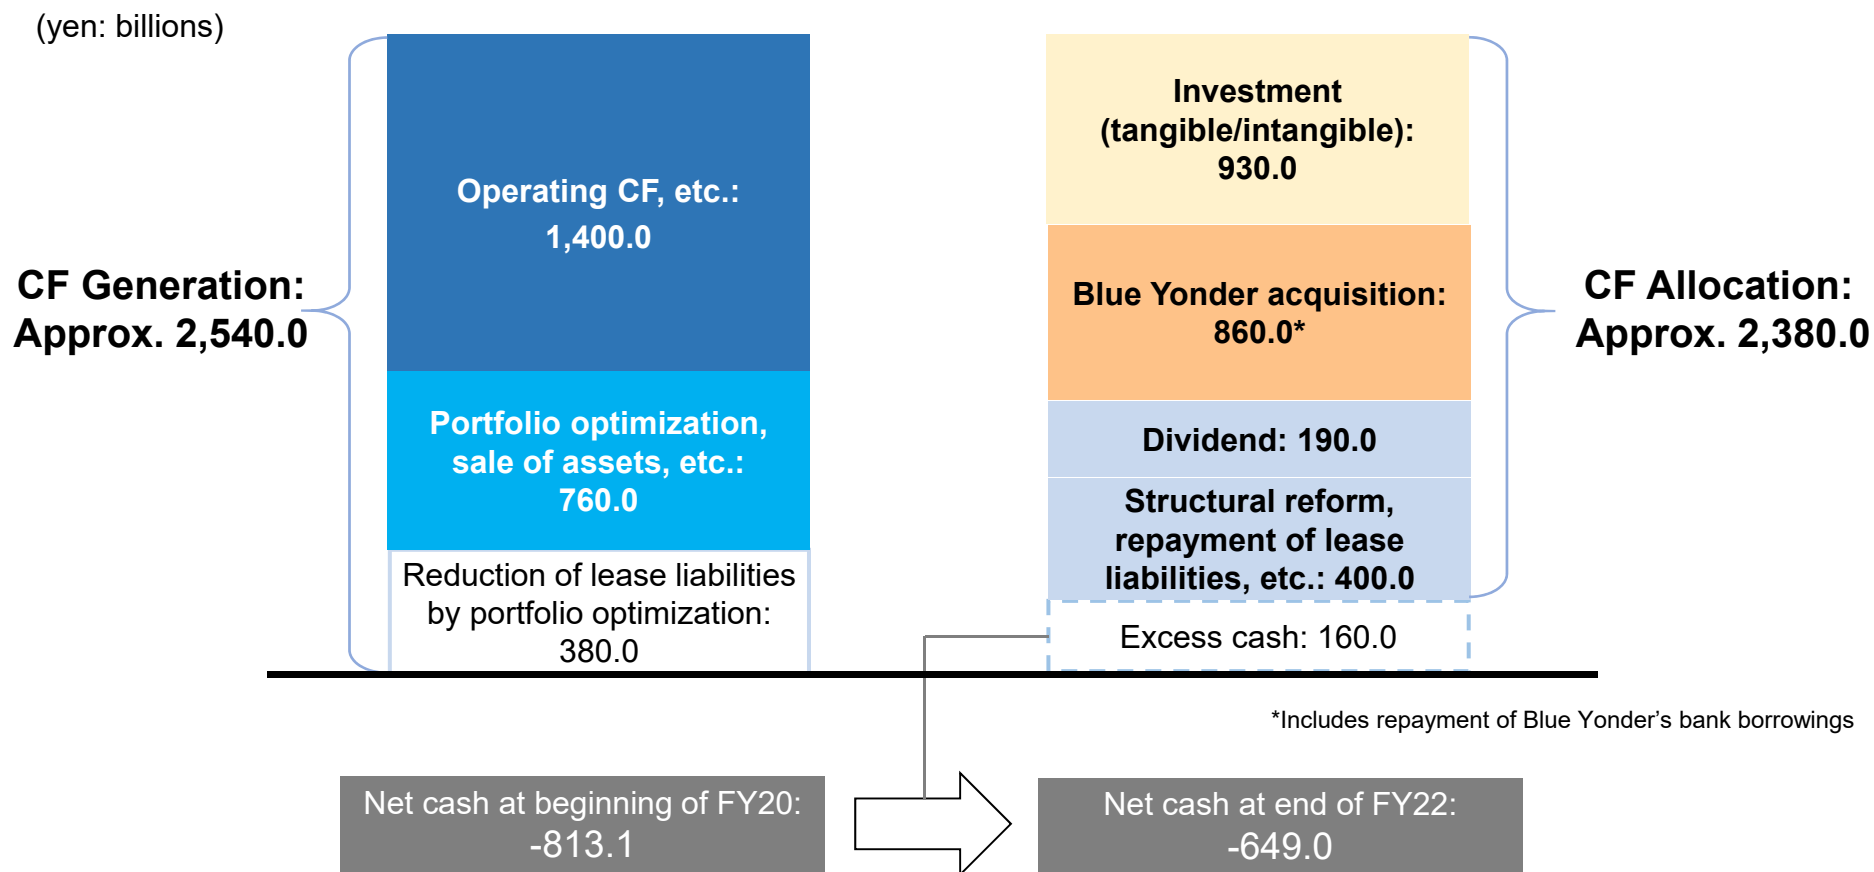 (yen: billions)
CF Generation:
Approx. 2,540.0
Operating CF, etc.:
1,400.0
Portfolio optimization,
sale of assets, etc.:
760.0
Reduction of lease liabilities
by portfolio optimization:
380.0
Investment
(tangible/intangible):
930.0
Blue Yonder acquisition:
860.0*
Dividend: 190.0
Structural reform,
repayment of lease
liabilities, etc.: 400.0
Excess cash: 160.0
CF Allocation:
Approx. 2,380.0
*Includes repayment of Blue Yonder’s bank borrowings
Net cash at beginning of FY20:
-813.1
Net cash at end of FY22:
-649.0